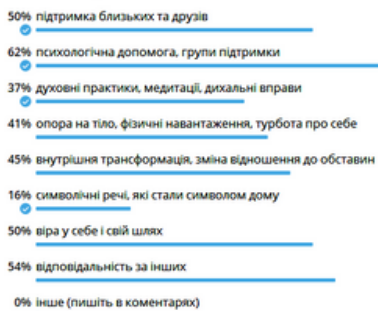 50% підтримка близьких та друзів
62% психологічна допомога, групи підтримки
37% духовні практики, медитації, дихальні вправи
41% опора на тіло, фізичні навантаження, турбота про себе
45% внутрішня трансформація, зміна відношення до обставин
16% символічні речі, які стали символом дому
50% віра у себе і свій шлях
54% відповідальність за інших
0% інше (пишіть в коментарях)